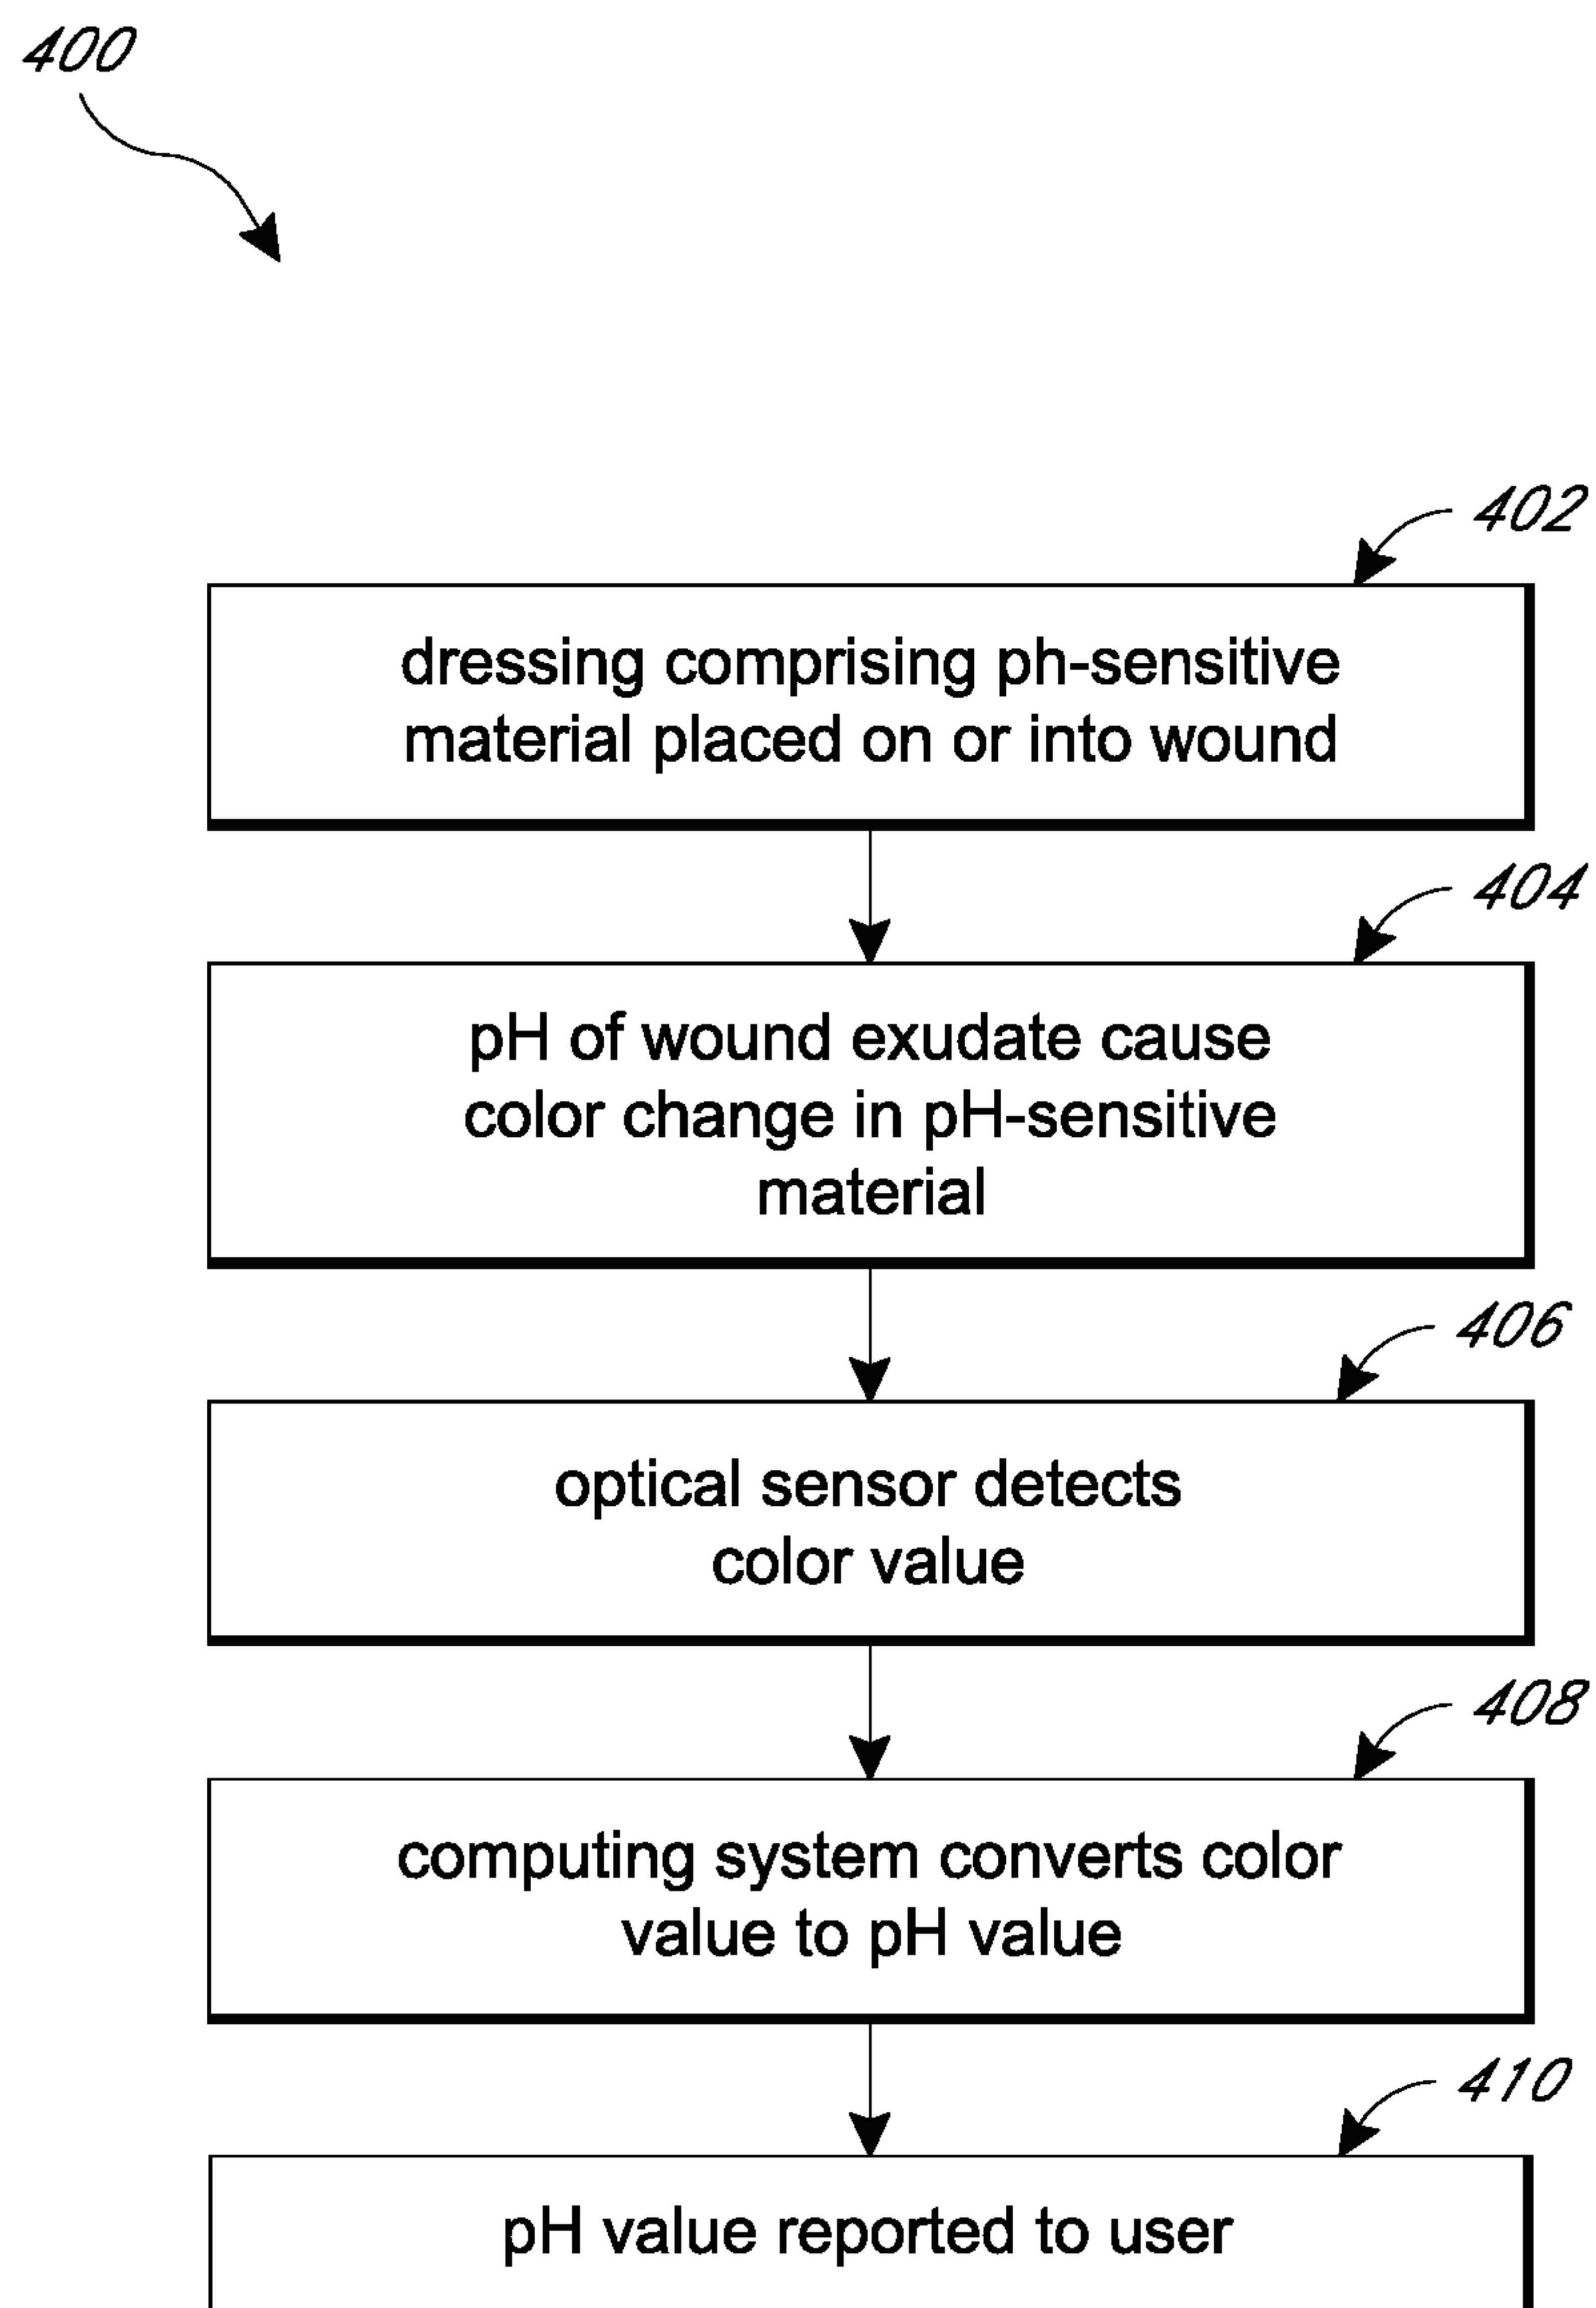 400
402
dressing comprising ph-sensitive
material placed on or into wound
404
pH of wound exudate cause
color change in pH-sensitive
material
406
optical sensor detects
color value
408
computing system converts color
value to pH value
410
pH value reported to user